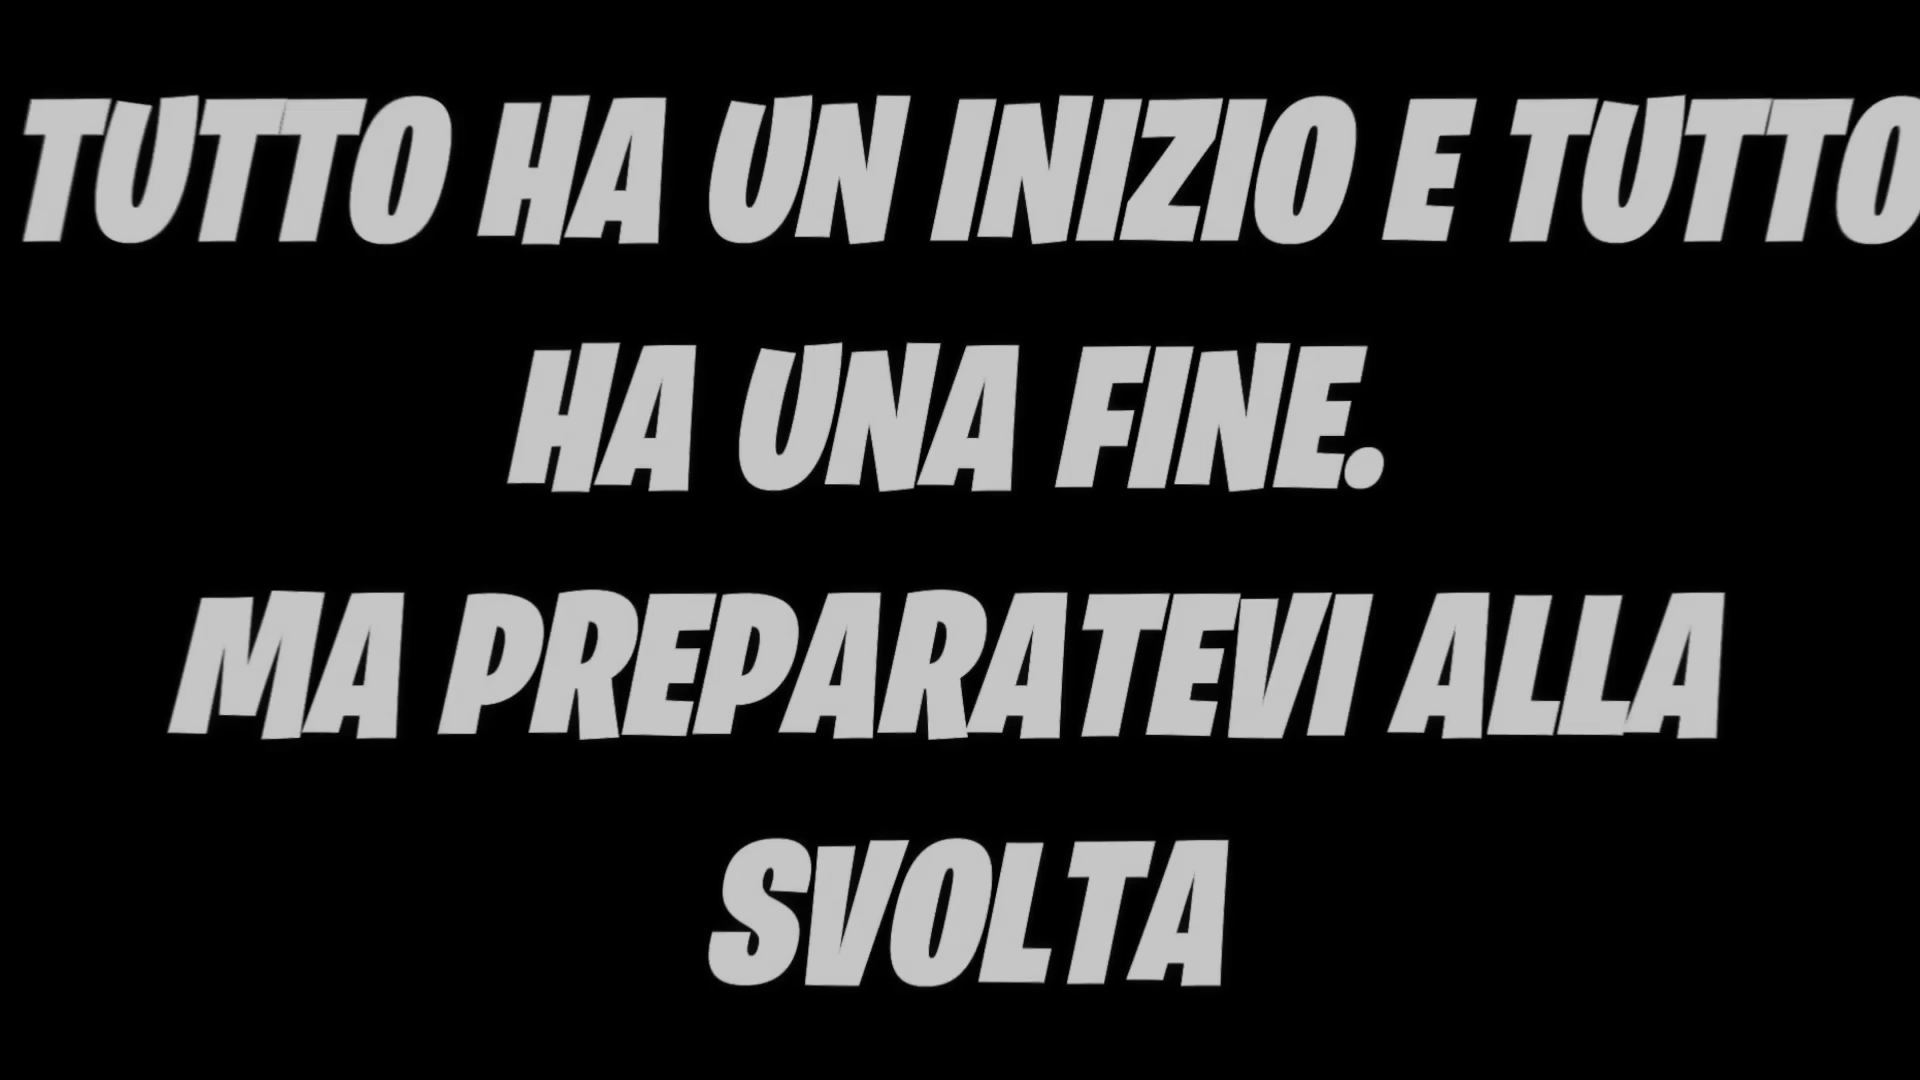 TUTTO HA UN INIZIO E TUTTO
HA UNA FINE.
MA PREPARATEVI ALLA
SVOLTA